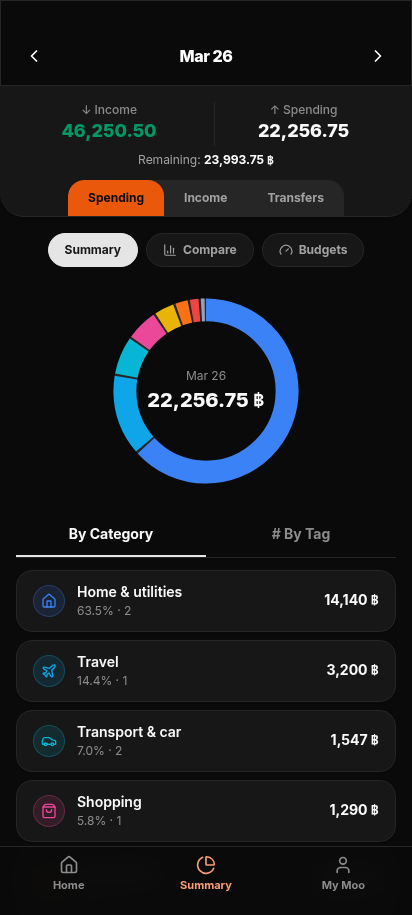 Mar 26
↓ Income
46,250.50
↑ Spending
22,256.75
Remaining: 23,993.75 ฿
Spending
Income
Transfers
Summary
Compare
Budgets
Mar 26
22,256.75 ฿
By Category
# By Tag
Home & utilities
63.5% · 2
14,140 ฿
Travel
14.4% · 1
3,200 ฿
Transport & car
7.0% · 2
1,547 ฿
Shopping
5.8% · 1
1,290 ฿
Home
Summary
My Moo